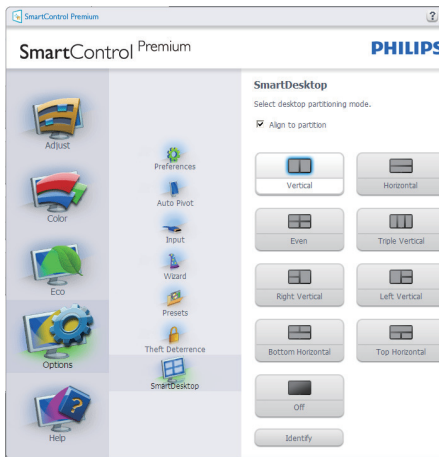 SmartControl Premium
?
SmartControl Premium
PHILIPS
Adjust
Color
Eco
Options
Help
Preferences
Auto Pivot
Input
Wizard
Presets
Theft Deterrence
SmartDesktop
SmartDesktop
Select desktop partitioning mode.
Align to partition
Vertical
Horizontal
Even
Triple Vertical
Right Vertical
Left Vertical
Bottom Horizontal
Top Horizontal
Off
Identify